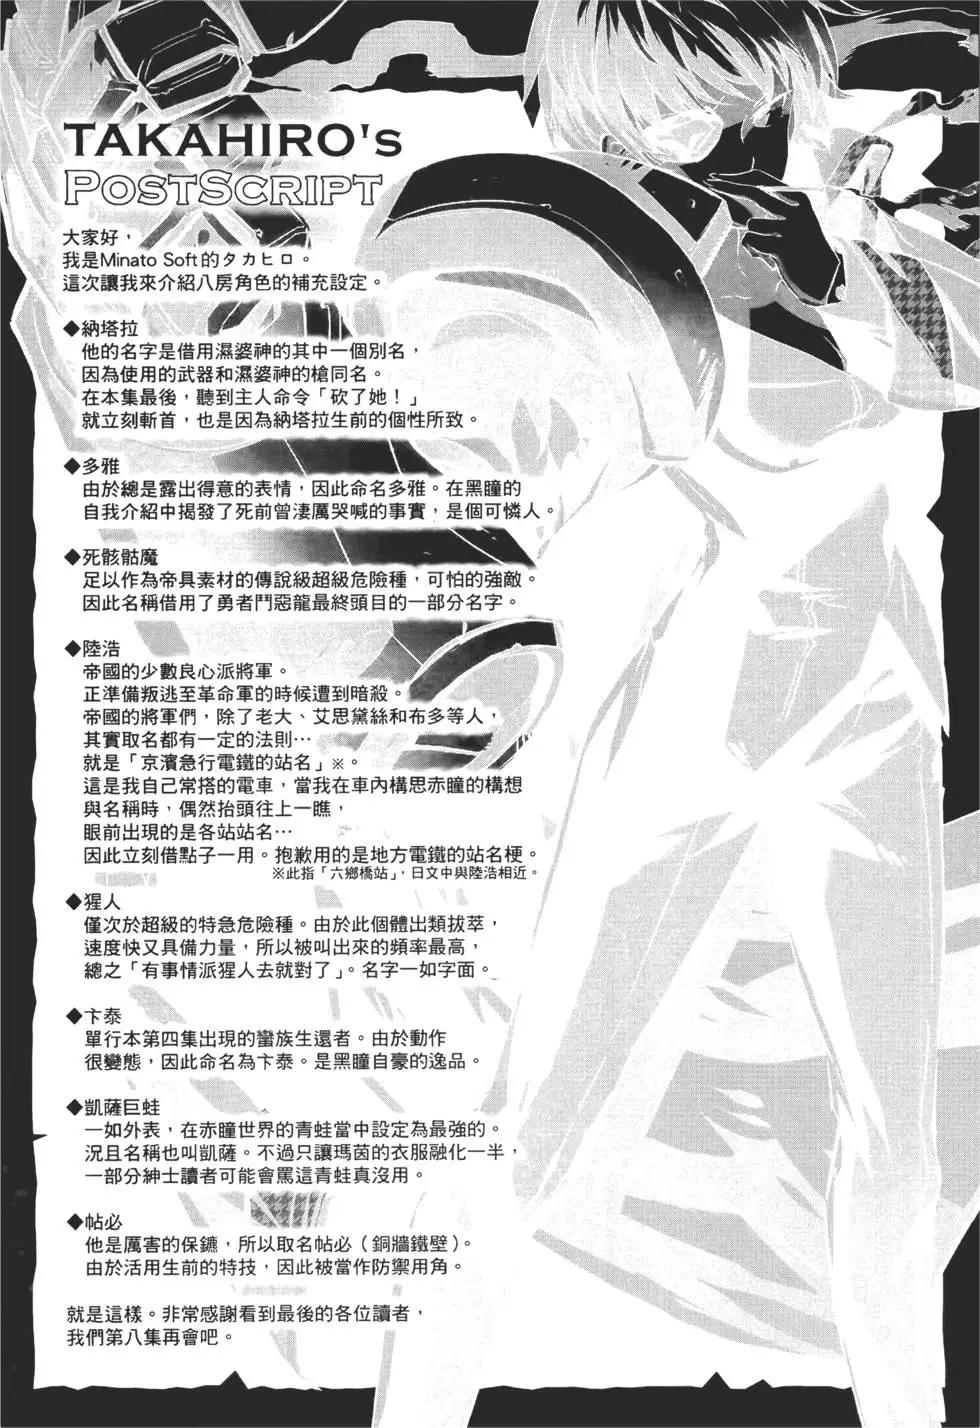 TAKAHIRO's
PostScript
大家好，
我是Minato Soft的タカヒロ。
這次讓我來介紹八房角色的補充設定。
◆納塔拉
他的名字是借用濕婆神的其中一個別名，
因為使用的武器和濕婆神的槍同名。
在本集最後，聽到主人命令「砍了她！」
就立刻斬首，也是因為納塔拉生前的個性所致。
◆多雅
由於總是露出得意的表情，因此命名多雅。在黑瞳的
自我介紹中揭發了死前曾淒厲哭喊的事實，是個可憐人。
◆死骸骷魔
足以作為帝具素材的傳說級超級危險種，可怕的強敵。
因此名稱借用了勇者鬥惡龍最終頭目的一部分名字。
◆陸浩
帝國的少數良心派將軍。
正準備叛逃至革命軍的時候遭到暗殺。
帝國的將軍們，除了老大、艾思黛絲和布多等人，
其實取名都有一定的法則…
就是「京濱急行電鐵的站名」※。
這是我自己常搭的電車，當我在車內構思赤瞳的構想
與名稱時，偶然抬頭往上一瞧，
眼前出現的是各站站名…
因此立刻借點子一用。抱歉用的是地方電鐵的站名梗。
※此指「六鄉橋站」，日文中與陸浩相近。
◆猩人
僅次於超級的特急危險種。由於此個體出類拔萃，
速度快又具備力量，所以被叫出來的頻率最高，
總之「有事情派猩人去就對了」。名字一如字面。
◆卞泰
單行本第四集出現的蠻族生還者。由於動作
很變態，因此命名為卞泰。是黑瞳自豪的逸品。
◆凱薩巨蛙
一如外表，在赤瞳世界的青蛙當中設定為最強的。
況且名稱也叫凱薩。不過只讓瑪茵的衣服融化一半，
一部分紳士讀者可能會罵這青蛙真沒用。
◆帖必
他是厲害的保鑣，所以取名帖必（銅牆鐵壁）。
由於活用生前的特技，因此被當作防禦用角。
就是這樣。非常感謝看到最後的各位讀者，
我們第八集再會吧。